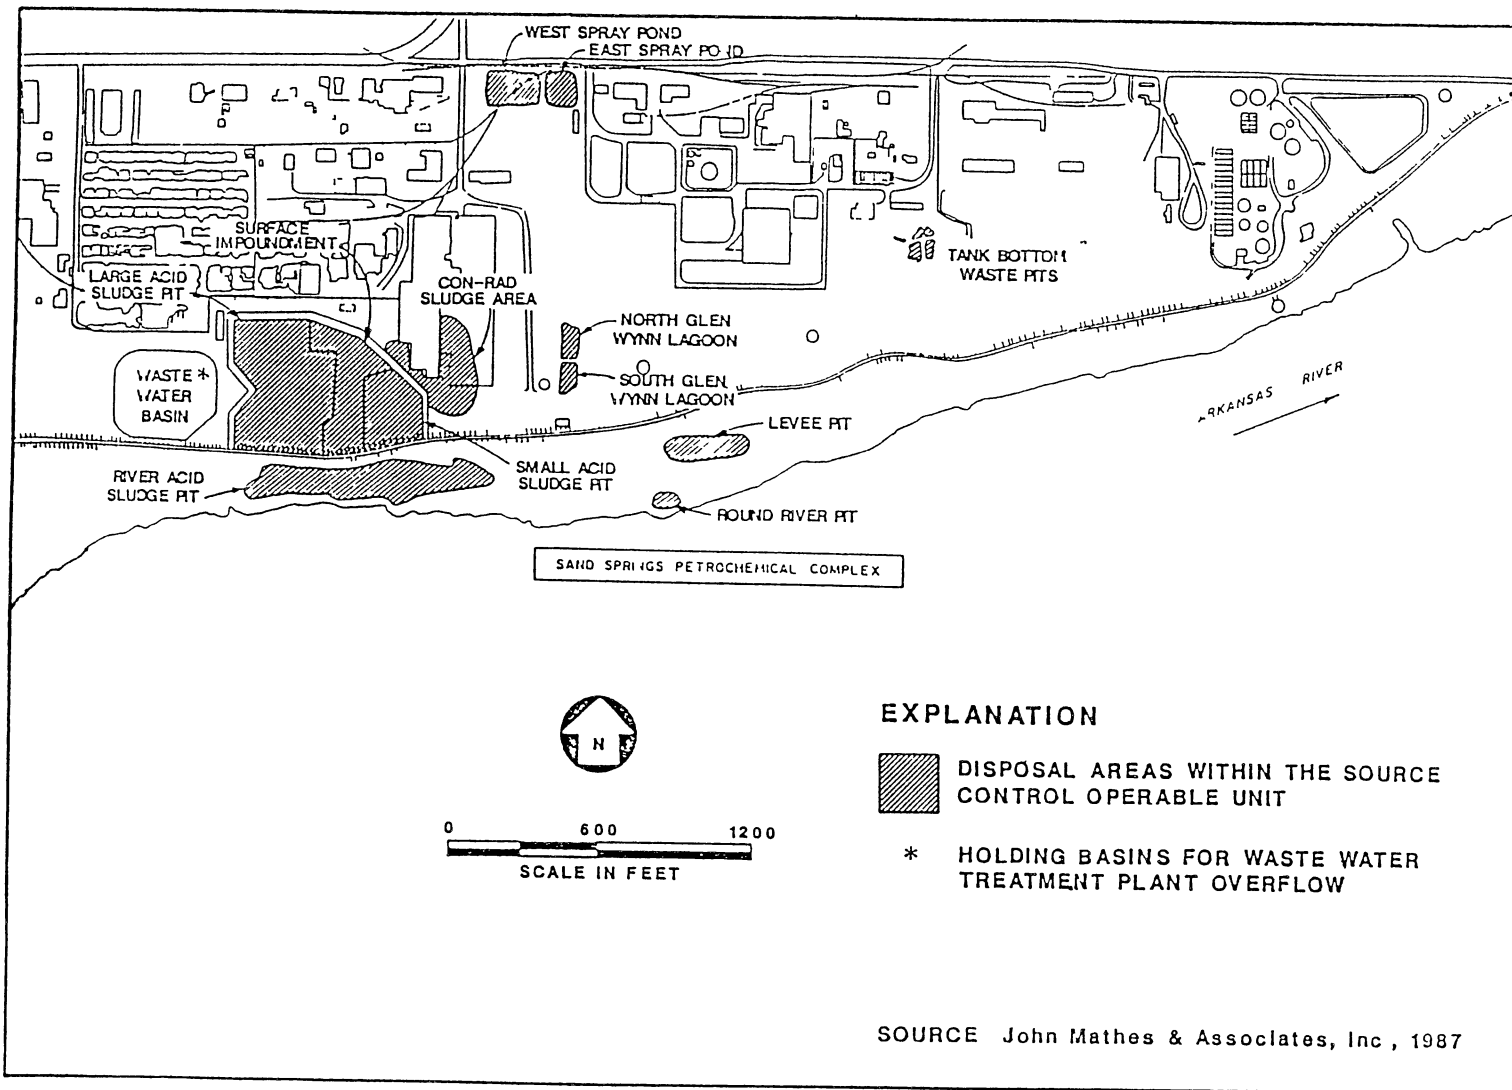 WEST SPRAY POND
EAST SPRAY POND
SURFACE
IMPOUNDMENT
LARGE ACID
SLUDGE PIT
CON-RAD
SLUDGE AREA
TANK BOTTOM
WASTE PITS
NORTH GLEN
WYNN LAGOON
SOUTH GLEN
WYNN LAGOON
WASTE *
WATER
BASIN
LEVEE PIT
ARKANSAS RIVER
RIVER ACID
SLUDGE PIT
SMALL ACID
SLUDGE PIT
ROUND RIVER PIT
SAND SPRINGS PETROCHEMICAL COMPLEX
N
0 600 1200
SCALE IN FEET
EXPLANATION
DISPOSAL AREAS WITHIN THE SOURCE
CONTROL OPERABLE UNIT
* HOLDING BASINS FOR WASTE WATER
TREATMENT PLANT OVERFLOW
SOURCE John Mathes & Associates, Inc , 1987